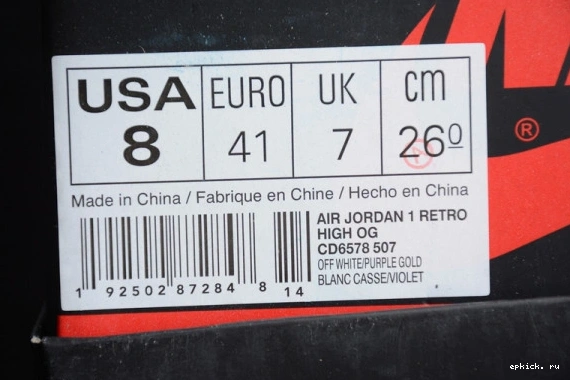 USA EURO UK cm
8 41 7 26 0
®
Made in China / Fabrique en Chine / Hecho en China
AIR JORDAN 1 RETRO
HIGH OG
CD6578 507
OFF WHITE/PURPLE GOLD
BLANC CASSE/VIOLET
1 92502 87284 8 14
epkick. ru